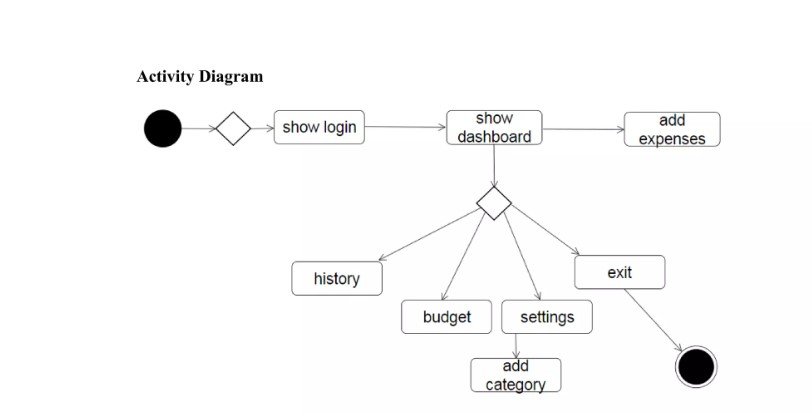 Activity Diagram
show login
show
dashboard
add
expenses
history
exit
budget
settings
add
category